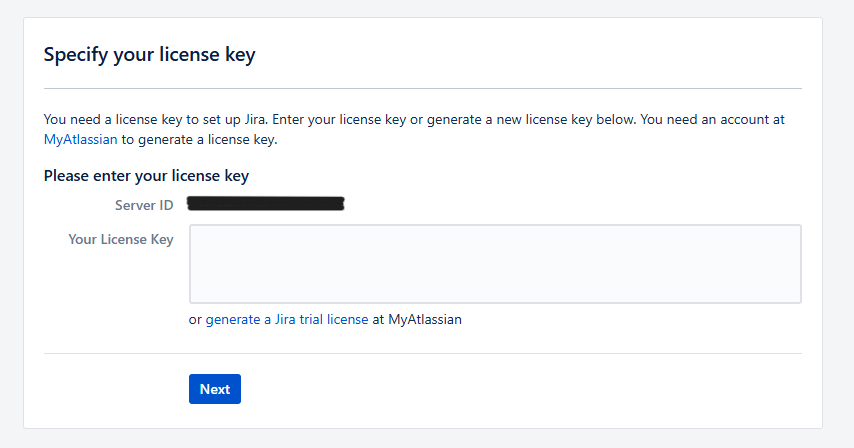 Specify your license key
You need a license key to set up Jira. Enter your license key or generate a new license key below. You need an account at
MyAtlassian to generate a license key.
Please enter your license key
Server ID
Your License Key
or generate a Jira trial license at MyAtlassian
Next